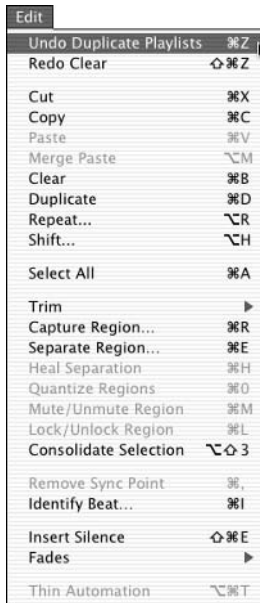 Edit
Undo Duplicate Playlists ⌘Z
Redo Clear ⇧⌘Z
Cut ⌘X
Copy ⌘C
Paste ⌘V
Merge Paste ⌥M
Clear ⌘B
Duplicate ⌘D
Repeat... ⌥R
Shift... ⌥H
Select All ⌘A
Trim ▶
Capture Region... ⌘R
Separate Region... ⌘E
Heal Separation ⌘H
Quantize Regions ⌘0
Mute/Unmute Region ⌘M
Lock/Unlock Region ⌘L
Consolidate Selection ⌥⇧3
Remove Sync Point ⌘,
Identify Beat... ⌘I
Insert Silence ⇧⌘E
Fades ▶
Thin Automation ⌥⌘T